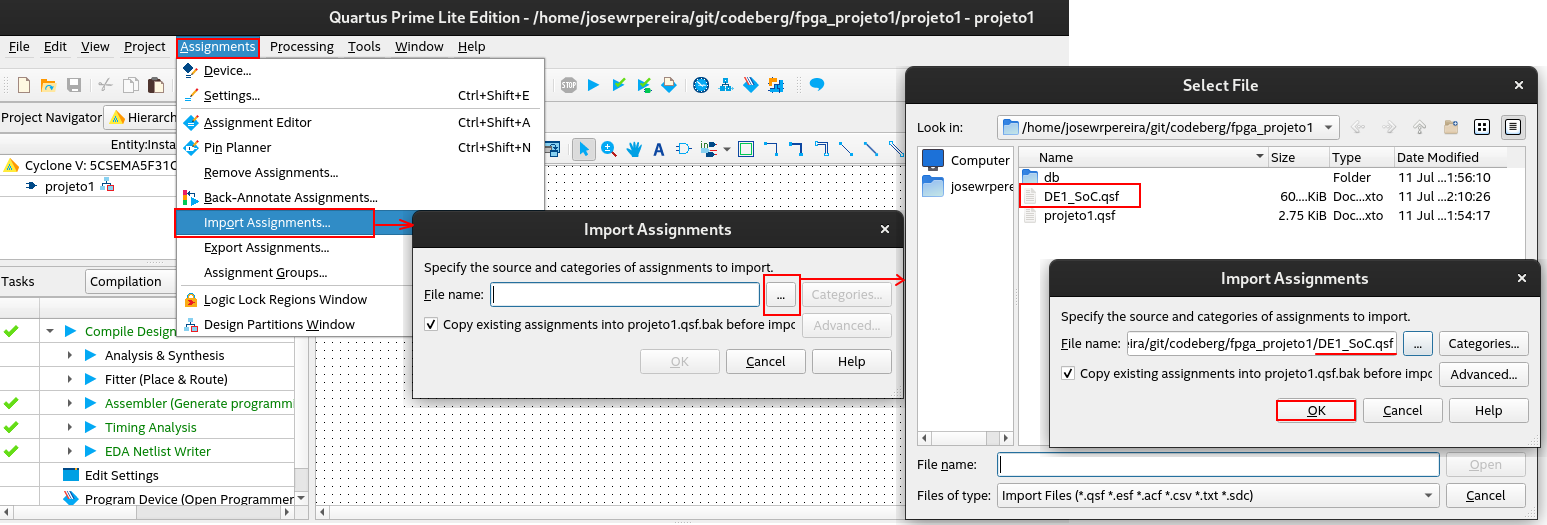 Quartus Prime Lite Edition - /home/josewrpereira/git/codeberg/fpga_projeto1/projeto1 - projeto1
File Edit View Project Assignments Processing Tools Window Help
Device...
Settings... Ctrl+Shift+E
Assignment Editor Ctrl+Shift+A
Pin Planner Ctrl+Shift+N
Remove Assignments...
Back-Annotate Assignments...
Import Assignments...
Export Assignments...
Assignment Groups...
Logic Lock Regions Window
Design Partitions Window
STOP
Project Navigator Hierarch
Entity:Insta
Cyclone V: 5CSEMA5F31C
projeto1
Tasks Compilation
Compile Design
Analysis & Synthesis
Fitter (Place & Route)
Assembler (Generate programmi
Timing Analysis
EDA Netlist Writer
Edit Settings
Program Device (Open Programmer
Import Assignments
Specify the source and categories of assignments to import.
File name: ... Categories...
Copy existing assignments into projeto1.qsf.bak before impo Advanced...
OK Cancel Help
Select File
Look in: /home/josewrpereira/git/codeberg/fpga_projeto1
Computer
josewrpere
Name Size Type Date Modified
db Folder 11 Jul ...1:56:10
DE1_SoC.qsf 60....KiB Doc...xto 11 Jul ...2:10:26
projeto1.qsf 2.75 KiB Doc...xto 11 Jul ...1:54:17
Import Assignments
Specify the source and categories of assignments to import.
File name: eira/git/codeberg/fpga_projeto1/DE1_SoC.qsf ... Categories...
Copy existing assignments into projeto1.qsf.bak before impo Advanced...
OK Cancel Help
File name: Open
Files of type: Import Files (*.qsf *.esf *.acf *.csv *.txt *.sdc) Cancel